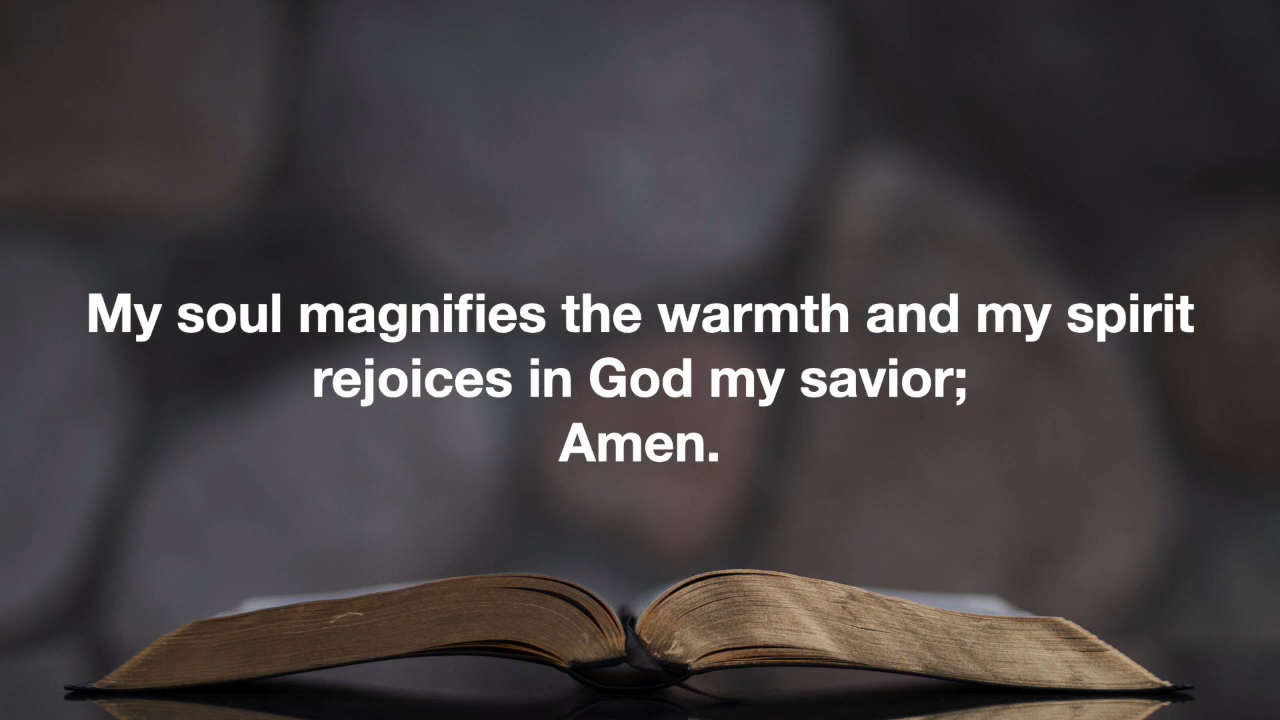 My soul magnifies the warmth and my spirit
rejoices in God my savior;
Amen.